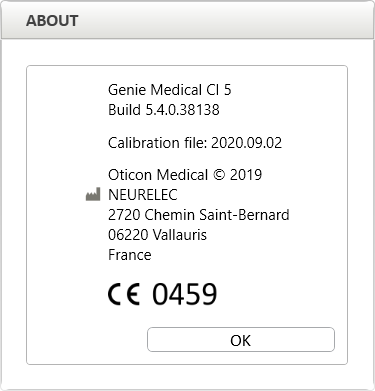 ABOUT
Genie Medical CI 5
Build 5.4.0.38138
Calibration file: 2020.09.02
Oticon Medical © 2019
NEURELEC
2720 Chemin Saint-Bernard
06220 Vallauris
France
CE 0459
OK